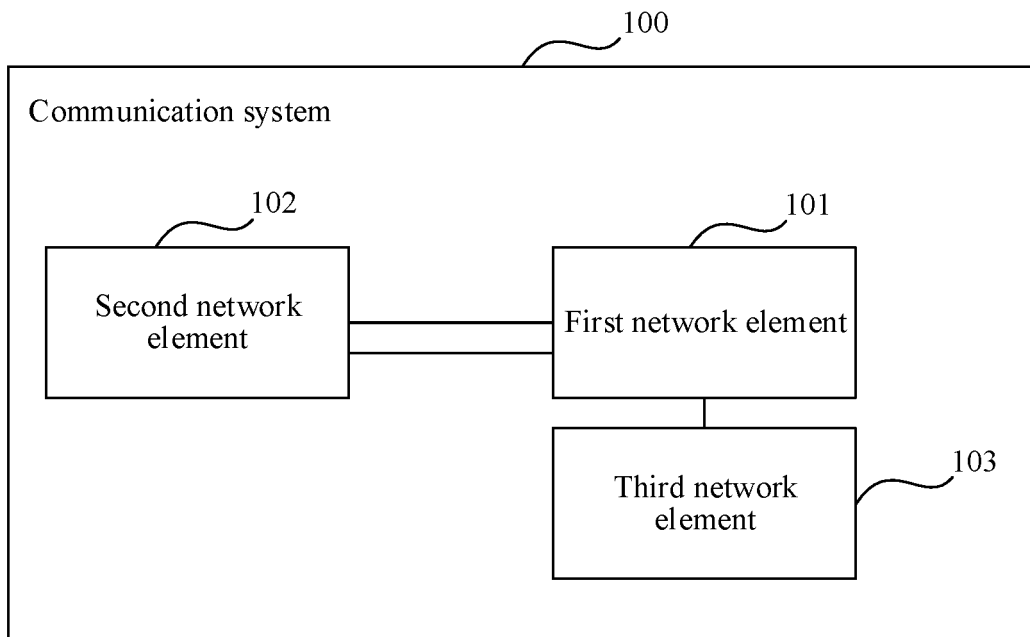 100
Communication system
102
101
Second network
element
First network element
103
Third network
element